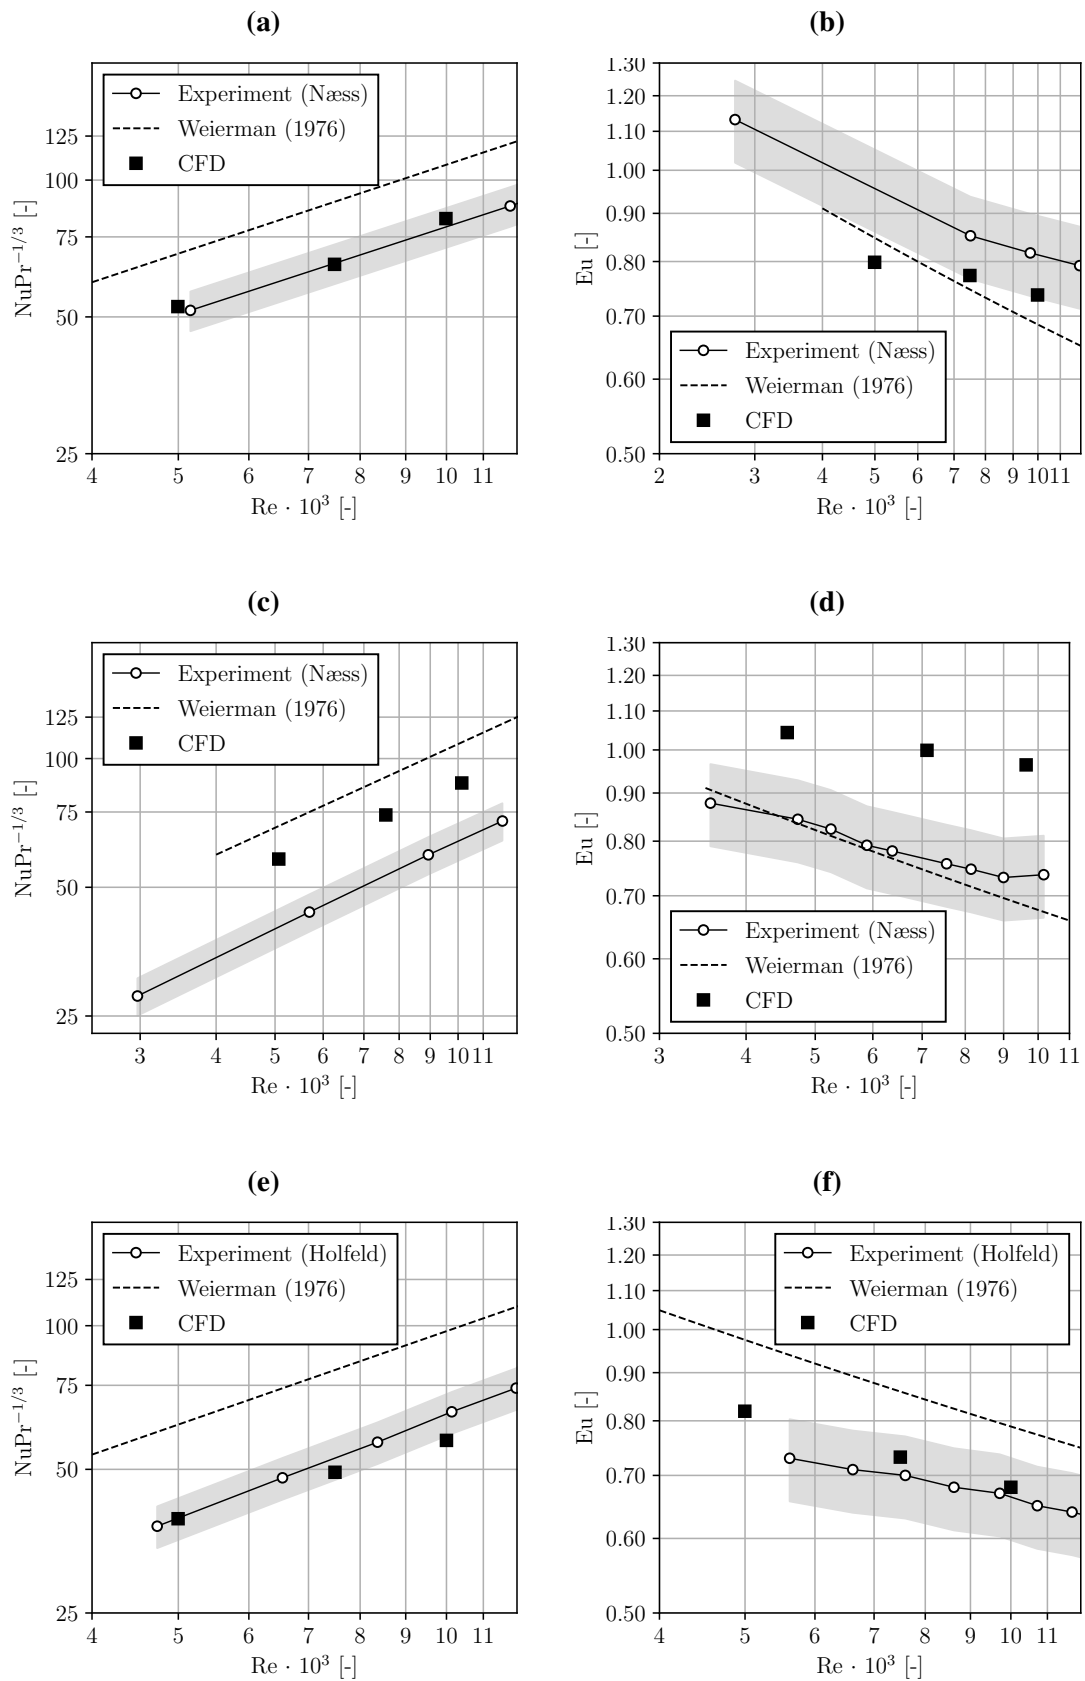 (a)
125
100
75
50
25
NuPr⁻¹/³ [-]
Experiment (Næss)
Weierman (1976)
CFD
4 5 6 7 8 9 10 11
Re · 10³ [-]
(b)
1.30
1.20
1.10
1.00
0.90
0.80
0.70
0.60
0.50
Eu [-]
Experiment (Næss)
Weierman (1976)
CFD
2 3 4 5 6 7 8 9 10 11
Re · 10³ [-]
(c)
125
100
75
50
25
NuPr⁻¹/³ [-]
Experiment (Næss)
Weierman (1976)
CFD
3 4 5 6 7 8 9 10 11
Re · 10³ [-]
(d)
1.30
1.20
1.10
1.00
0.90
0.80
0.70
0.60
0.50
Eu [-]
Experiment (Næss)
Weierman (1976)
CFD
3 4 5 6 7 8 9 10 11
Re · 10³ [-]
(e)
125
100
75
50
25
NuPr⁻¹/³ [-]
Experiment (Holfeld)
Weierman (1976)
CFD
4 5 6 7 8 9 10 11
Re · 10³ [-]
(f)
1.30
1.20
1.10
1.00
0.90
0.80
0.70
0.60
0.50
Eu [-]
Experiment (Holfeld)
Weierman (1976)
CFD
4 5 6 7 8 9 10 11
Re · 10³ [-]